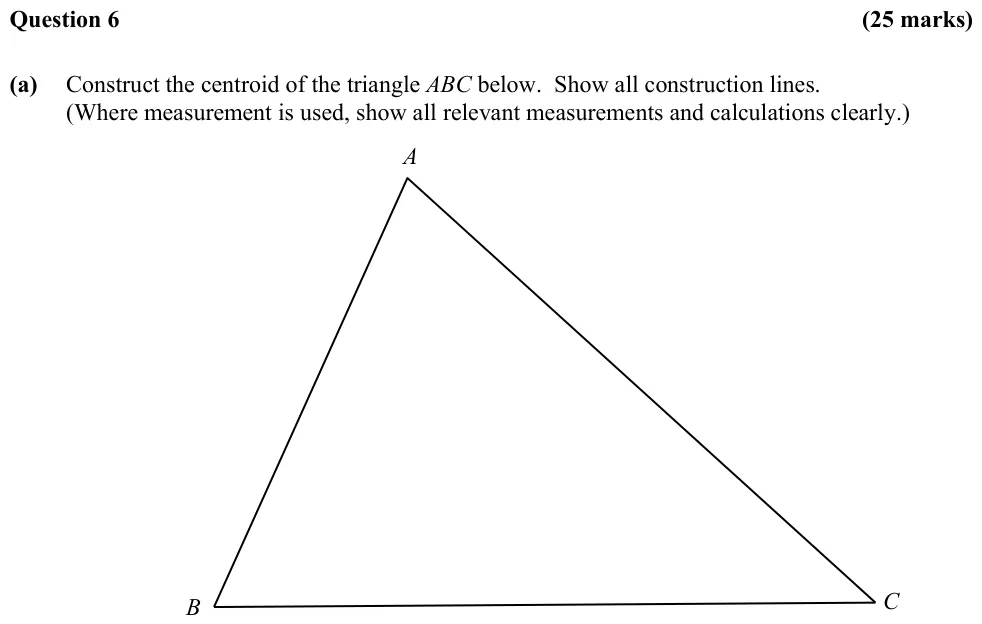 Question 6 (25 marks)
(a) Construct the centroid of the triangle ABC below. Show all construction lines.
(Where measurement is used, show all relevant measurements and calculations clearly.)
A
B
C